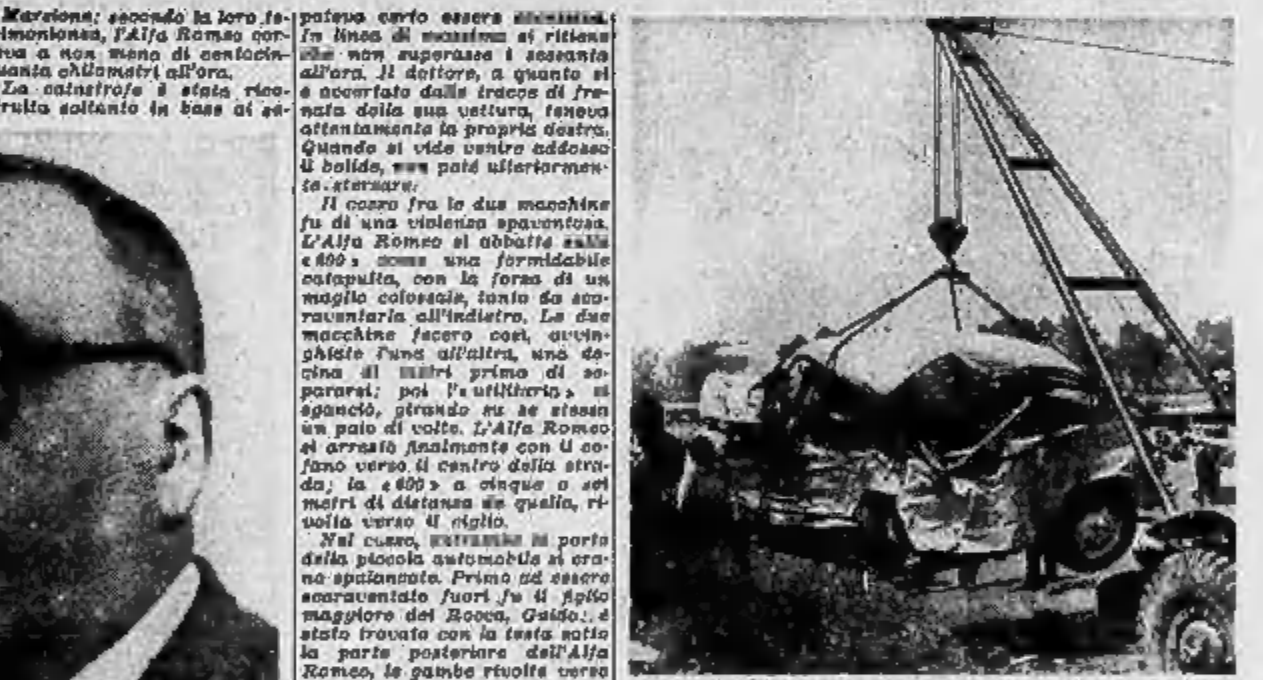 Marsiona; secondo la loro te-
imonianza, l'Alfa Romeo cor-
va a non meno di centocin-
uanta chilometri all'ora.
La catastrofe è stata rico-
ruita soltanto in base ai se-
poteva certo essere
In linea di massima si ritiene
che non superasse i sessanta
all'ora. Il dottore, a quanto si
è accertato dalle tracce di fre-
nata della sua vettura, teneva
attentamente la propria destra.
Quando si vide venire addosso
il bolide, non poté ulteriormen-
te sterzare.
Il cozzo fra le due macchine
fu di una violenza spaventosa.
L'Alfa Romeo si abbatté sulla
«600» come una formidabile
catapulta, con la forza di un
maglio colossale, tanto da sca-
raventarla all'indietro. Le due
macchine fecero così, avvin-
ghiate l'una all'altra, una de-
cina di metri prima di se-
pararsi; poi l'«utilitaria» si
sganciò, girando su se stessa
un paio di volte. L'Alfa Romeo
si arrestò finalmente con il co-
fano verso il centro della stra-
da; la «600» a cinque o sei
metri di distanza da quella, ri-
volta verso il ciglio.
Nel cozzo, entrambe le porte
della piccola automobile si era-
no spalancate. Primo ad essere
scaraventato fuori fu il figlio
maggiore dei Rocca, Guido: è
stato trovato con la testa sotto
la parte posteriore dell'Alfa
Romeo, le gambe rivolte verso